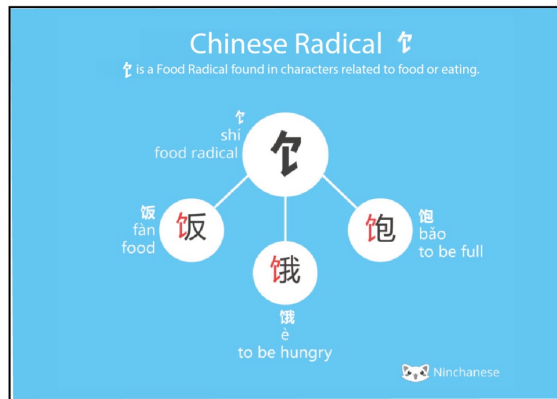 Chinese Radical 饣
饣 is a Food Radical found in characters related to food or eating.
饣
shí
food radical
饣
饭
fàn
food
饭
饱
饱
bǎo
to be full
饿
饿
è
to be hungry
Ninchanese